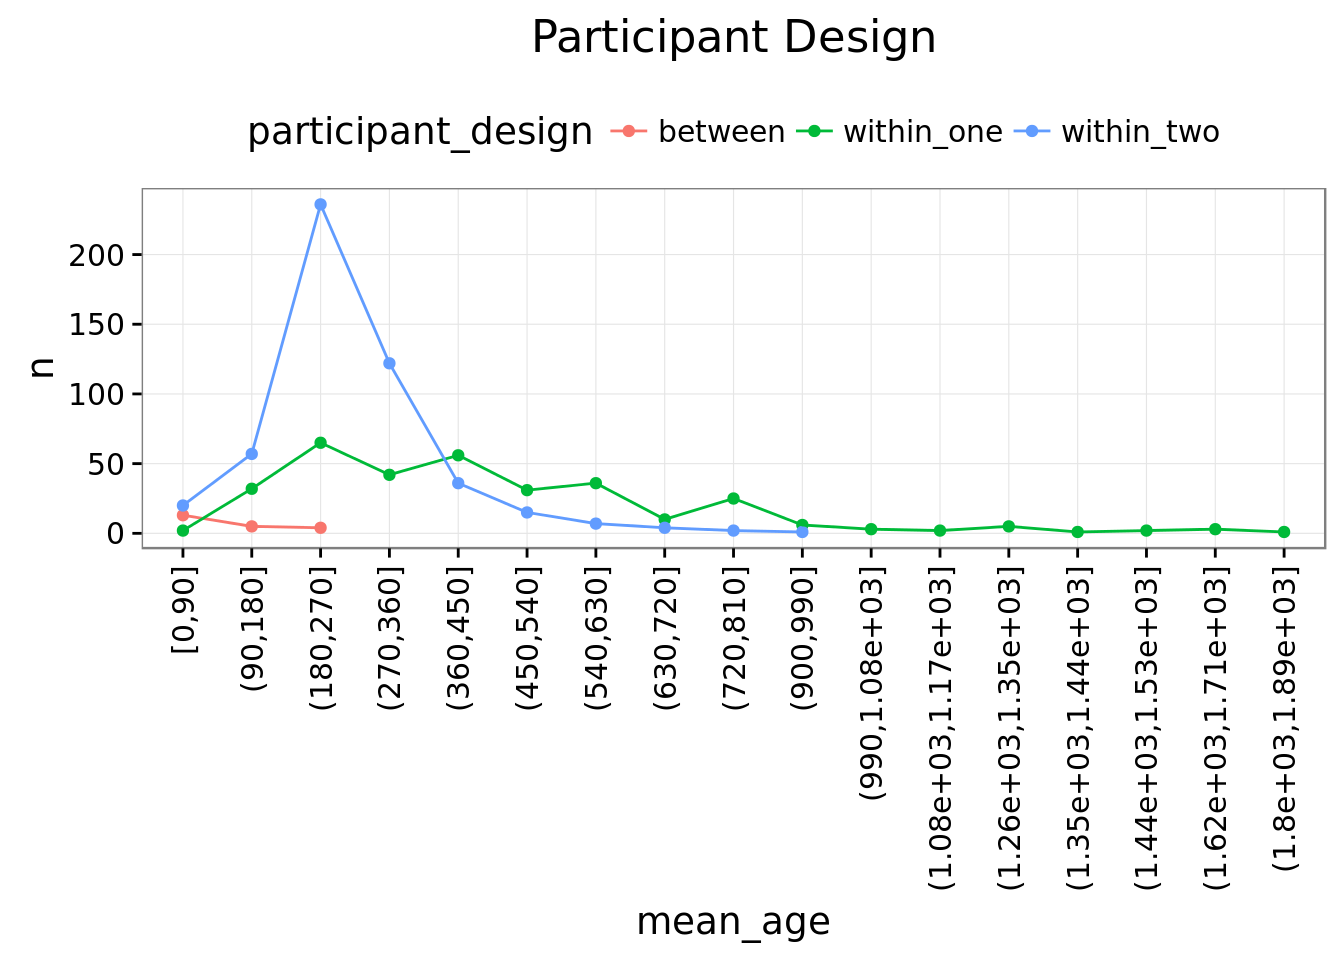 Participant Design
participant_design between within_one within_two
200
150
100
50
0
n
[0,90]
(90,180]
(180,270]
(270,360]
(360,450]
(450,540]
(540,630]
(630,720]
(720,810]
(900,990]
(990,1.08e+03]
(1.08e+03,1.17e+03]
(1.26e+03,1.35e+03]
(1.35e+03,1.44e+03]
(1.44e+03,1.53e+03]
(1.62e+03,1.71e+03]
(1.8e+03,1.89e+03]
mean_age